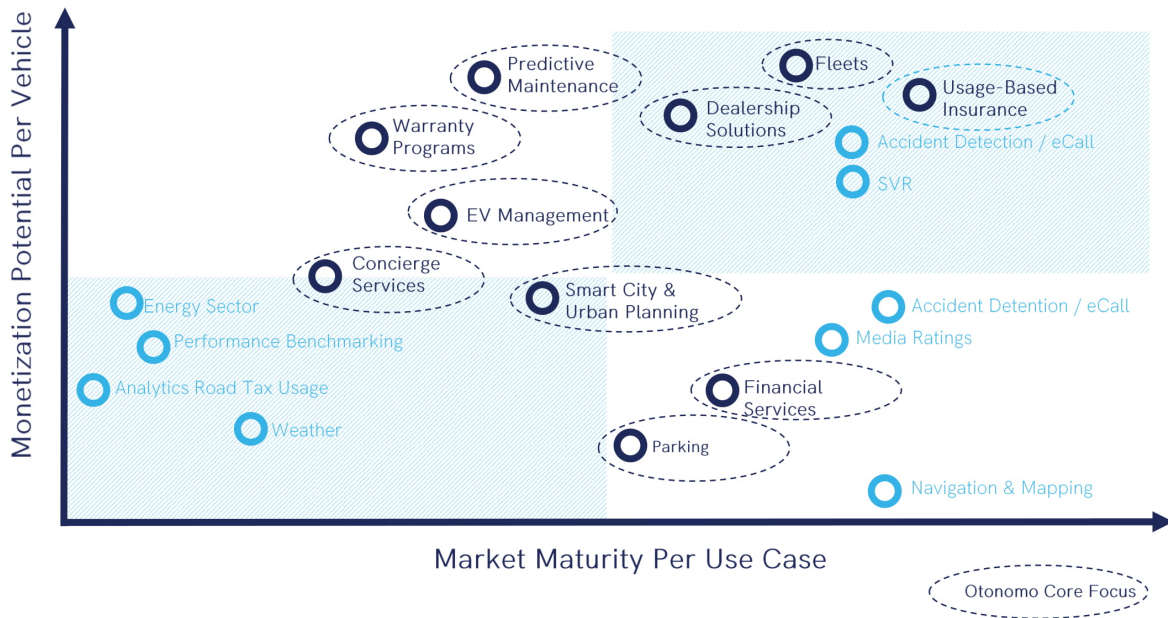 Monetization Potential Per Vehicle
Predictive
Maintenance
Fleets
Usage-Based
Insurance
Dealership
Solutions
Warranty
Programs
Accident Detection / eCall
SVR
EV Management
Concierge
Services
Smart City &
Urban Planning
Energy Sector
Accident Detention / eCall
Performance Benchmarking
Media Ratings
Analytics Road Tax Usage
Financial
Services
Weather
Parking
Navigation & Mapping
Market Maturity Per Use Case
Otonomo Core Focus